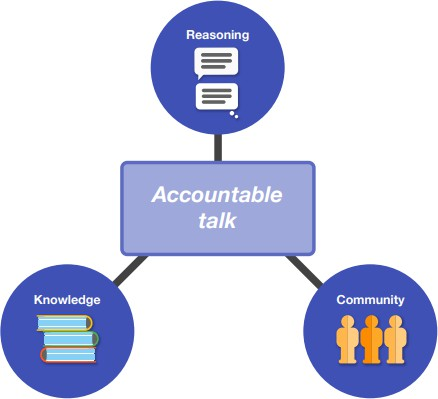 Reasoning
Accountable
talk
Knowledge
Community